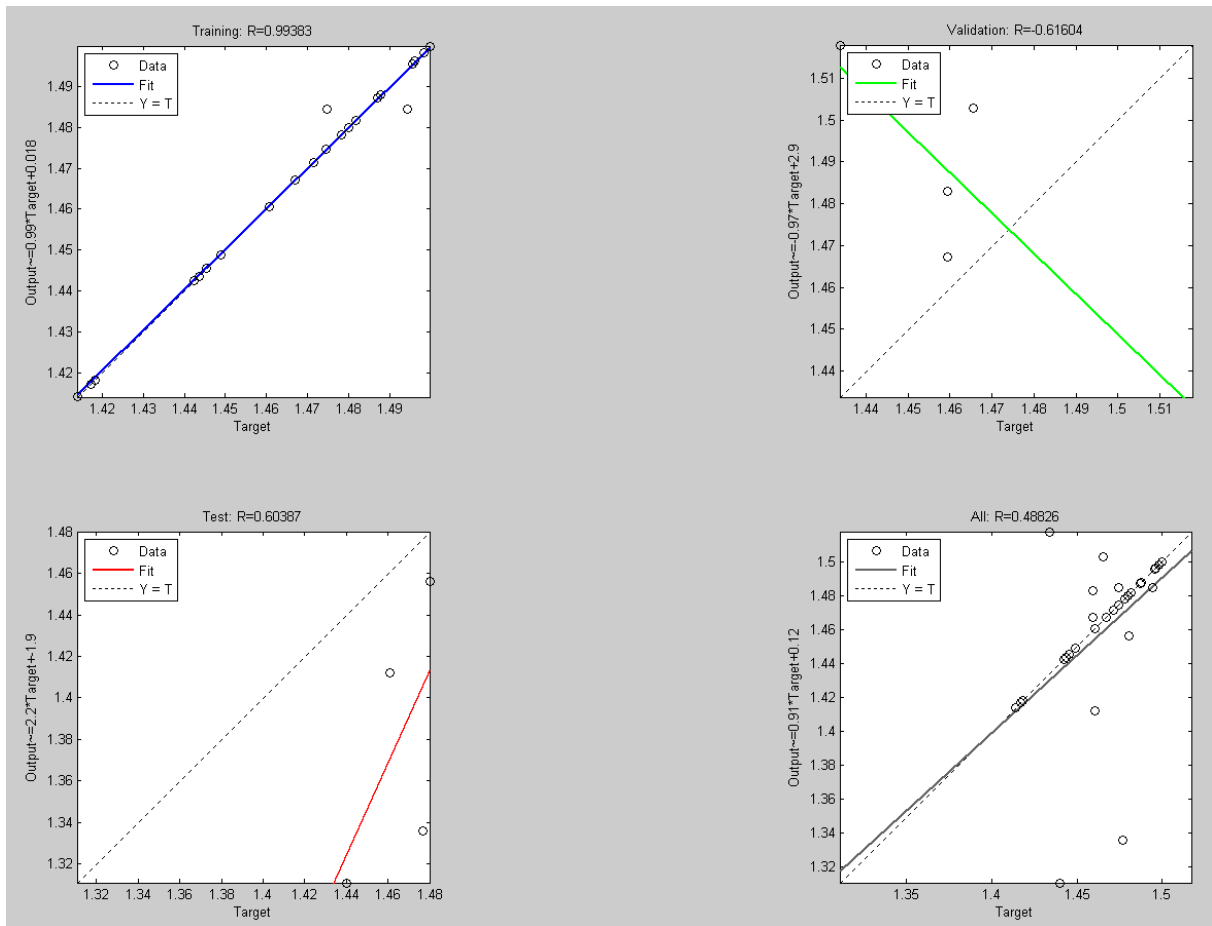 Training: R=0.99383
Data
Fit
Y = T
1.49
1.48
1.47
1.46
1.45
1.44
1.43
1.42
1.42 1.43 1.44 1.45 1.46 1.47 1.48 1.49
Target
Output~=0.99*Target+0.018
Validation: R=-0.61604
Data
Fit
Y = T
1.51
1.5
1.49
1.48
1.47
1.46
1.45
1.44
1.44 1.45 1.46 1.47 1.48 1.49 1.5 1.51
Target
Output~=-0.97*Target+2.9
Test: R=0.60387
Data
Fit
Y = T
1.48
1.46
1.44
1.42
1.4
1.38
1.36
1.34
1.32
1.32 1.34 1.36 1.38 1.4 1.42 1.44 1.46 1.48
Target
Output~=2.2*Target+-1.9
All: R=0.48826
Data
Fit
Y = T
1.5
1.48
1.46
1.44
1.42
1.4
1.38
1.36
1.34
1.32
1.35 1.4 1.45 1.5
Target
Output~=0.91*Target+0.12